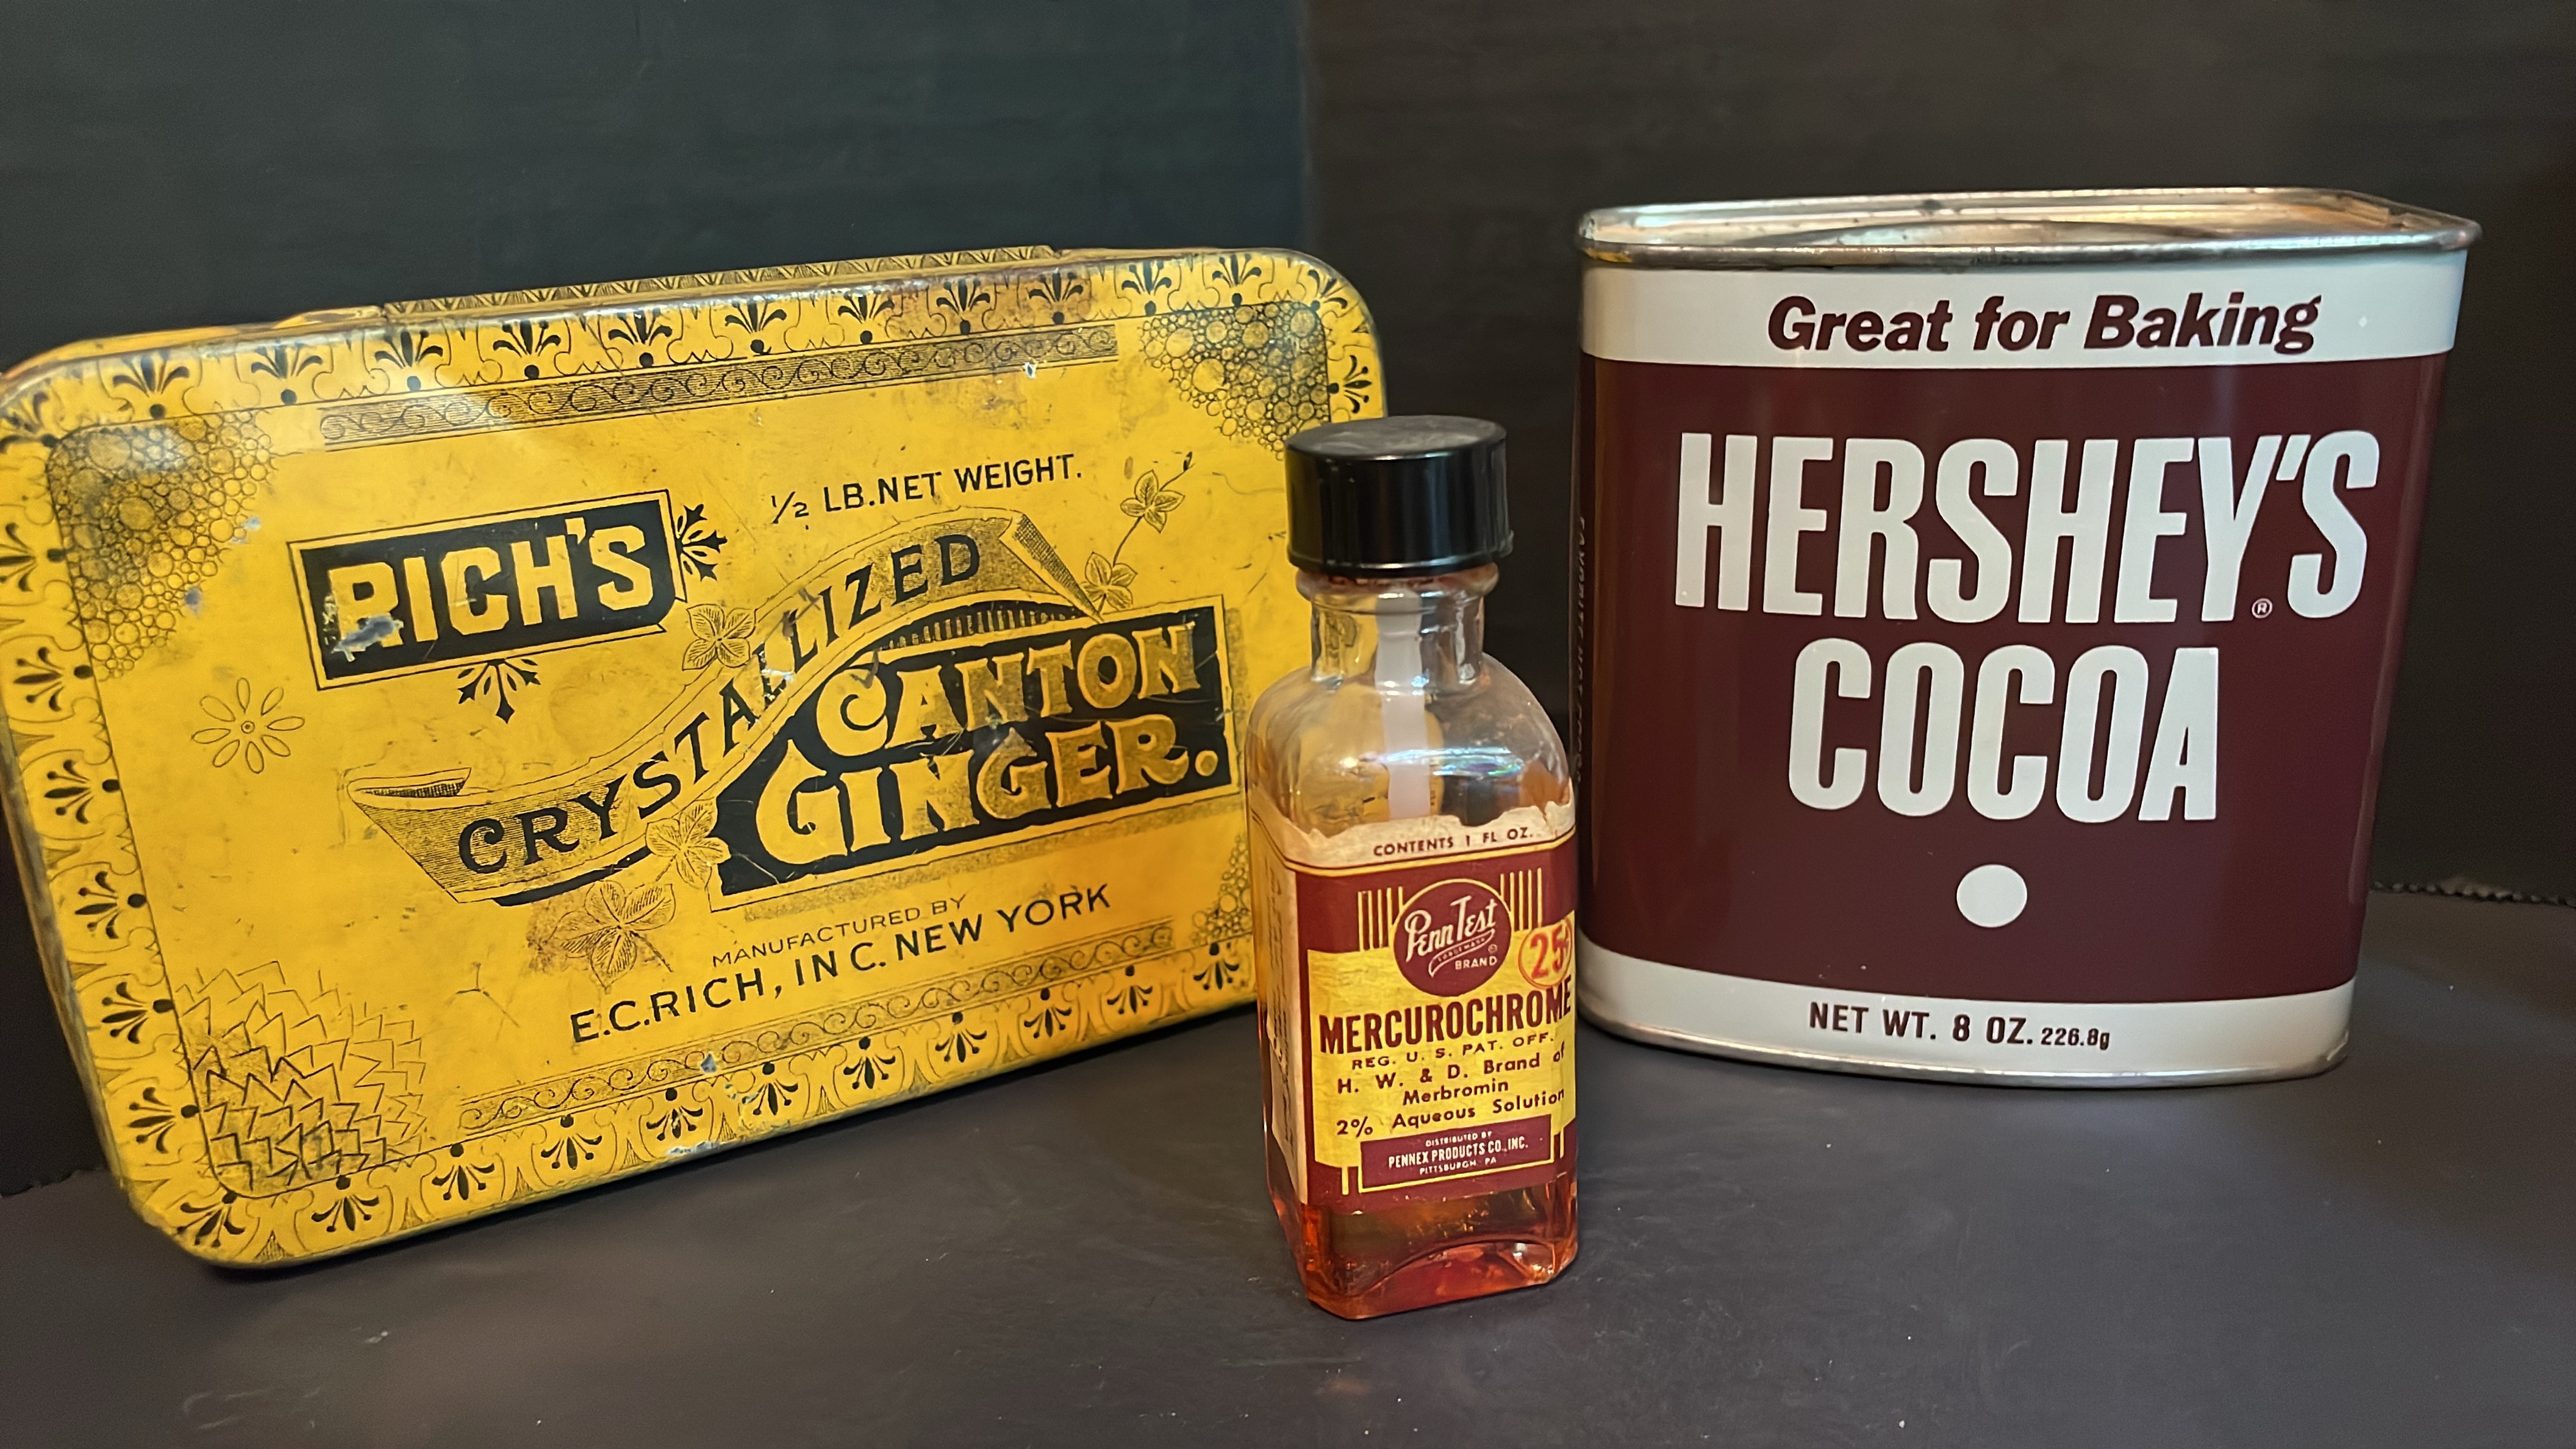 RICH'S
1/2 LB. NET WEIGHT.
CRYSTALLIZED
CANTON
GINGER.
MANUFACTURED BY
E.C. RICH, INC. NEW YORK
CONTENTS 1 FL OZ.
Penn Test
BRAND
25¢
MERCUROCHROME
REG. U. S. PAT. OFF.
H. W. & D. Brand of
Merbromin
2% Aqueous Solution
DISTRIBUTED BY
PENNEX PRODUCTS CO., INC.
PITTSBURGH PA
Great for Baking
HERSHEY'S®
COCOA
NET WT. 8 OZ. 226.8g